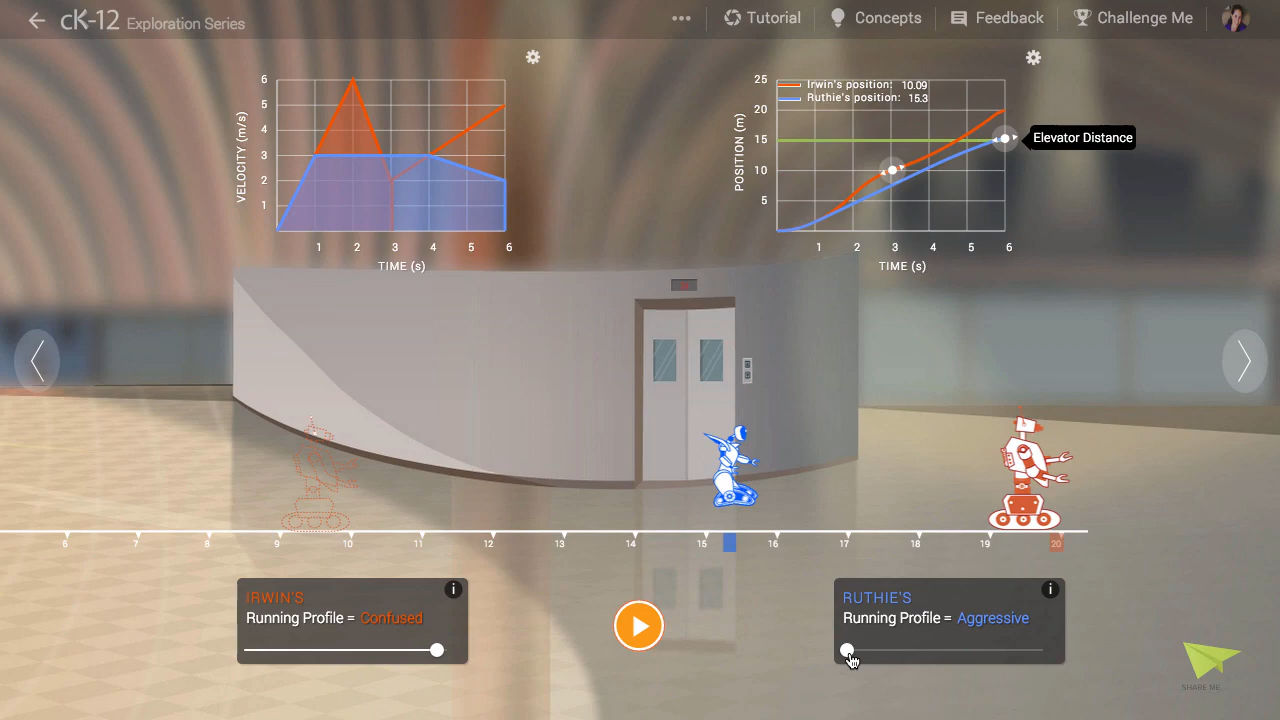 cK-12 Exploration Series
Tutorial
Concepts
Feedback
Challenge Me
VELOCITY (m/s)
6
5
4
3
2
1
1 2 3 4 5 6
TIME (s)
POSITION (m)
25
20
15
10
5
Irwin's position: 10.09
Ruthie's position: 15.3
Elevator Distance
1 2 3 4 5 6
TIME (s)
6 7 8 9 10 11 12 13 14 15 16 17 18 19 20
IRWIN'S
Running Profile = Confused
i
RUTHIE'S
Running Profile = Aggressive
i
SHARE ME